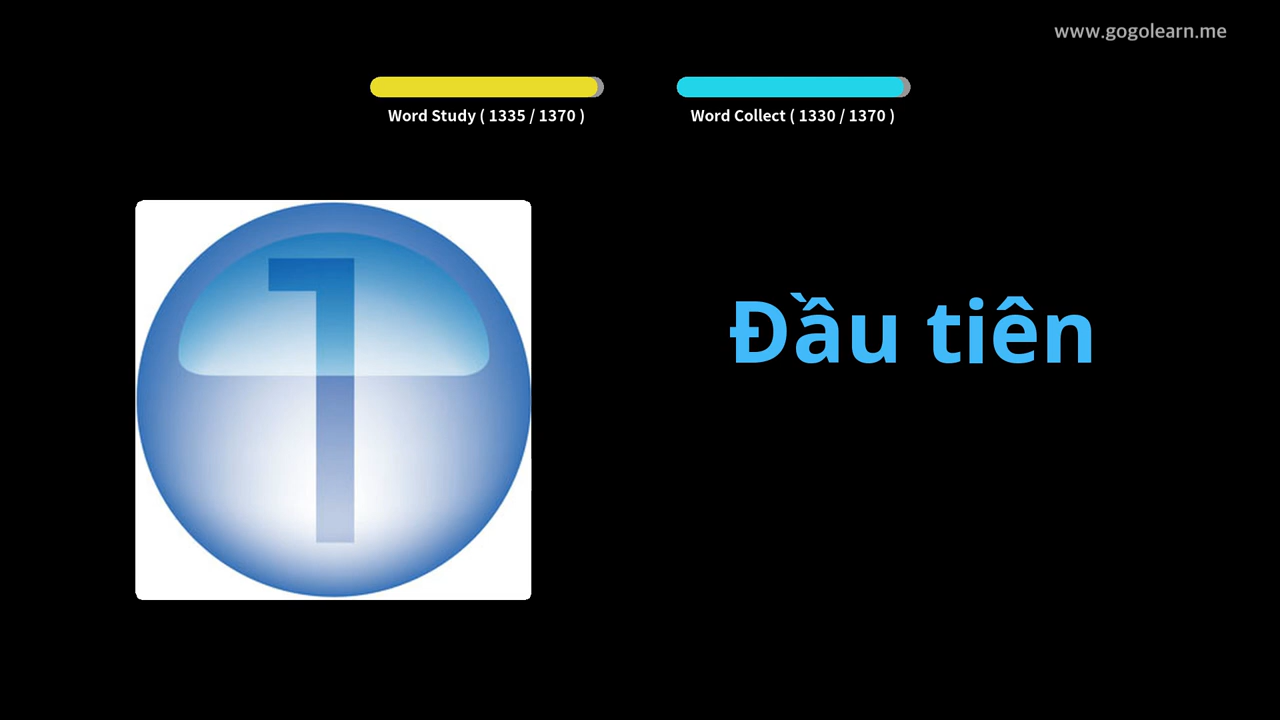 www.gogolearn.me
Word Study ( 1335 / 1370 )
Word Collect ( 1330 / 1370 )
1
Đầu tiên